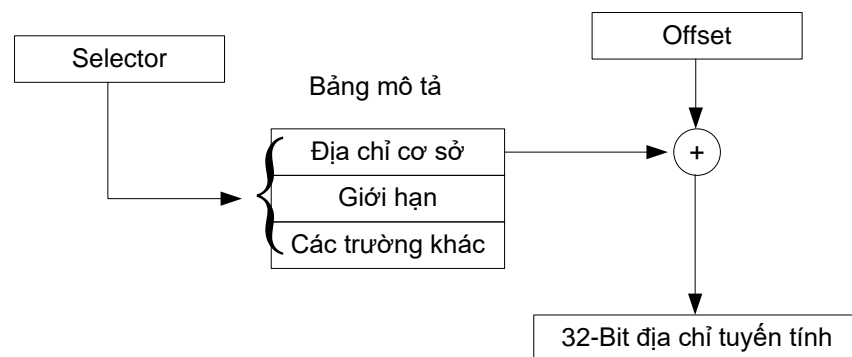 Offset
Selector
Bảng mô tả
Địa chỉ cơ sở
+
Giới hạn
Các trường khác
32-Bit địa chỉ tuyến tính